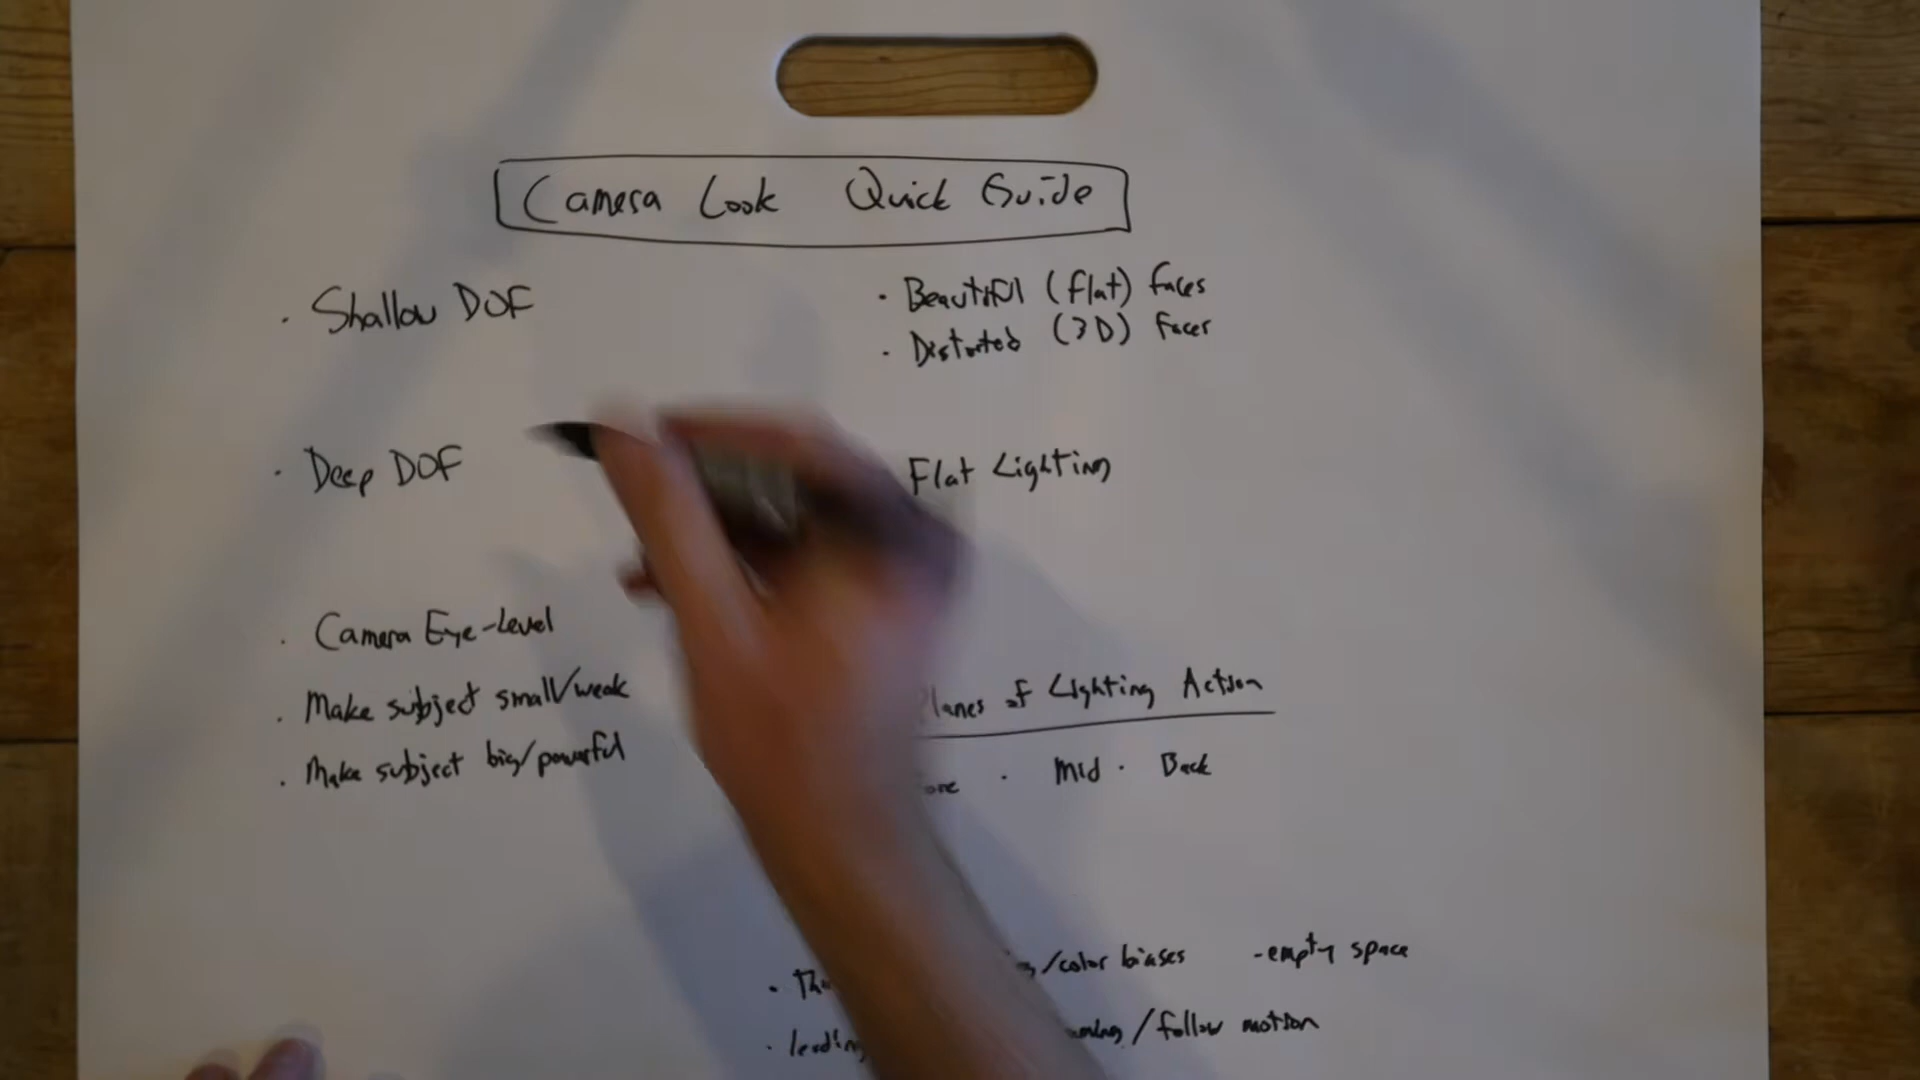 Camera Look Quick Guide
· Shallow DOF
· Deep DOF
· Camera Eye-Level
· Make subject small/weak
· Make subject big/powerful
· Beautiful (flat) faces
· Distorted (3D) faces
Flat Lighting
Planes of Lighting Action
· Mid · Back
/color biases -empty space
/follow motion